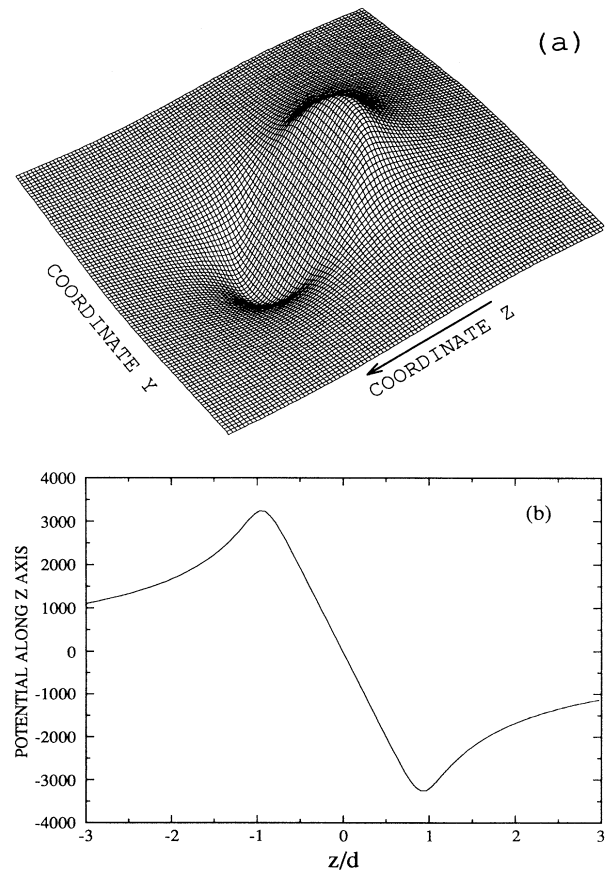 (a)
COORDINATE Y
COORDINATE Z
(b)
POTENTIAL ALONG Z AXIS
4000
3000
2000
1000
0
-1000
-2000
-3000
-4000
-3
-2
-1
0
1
2
3
z/d